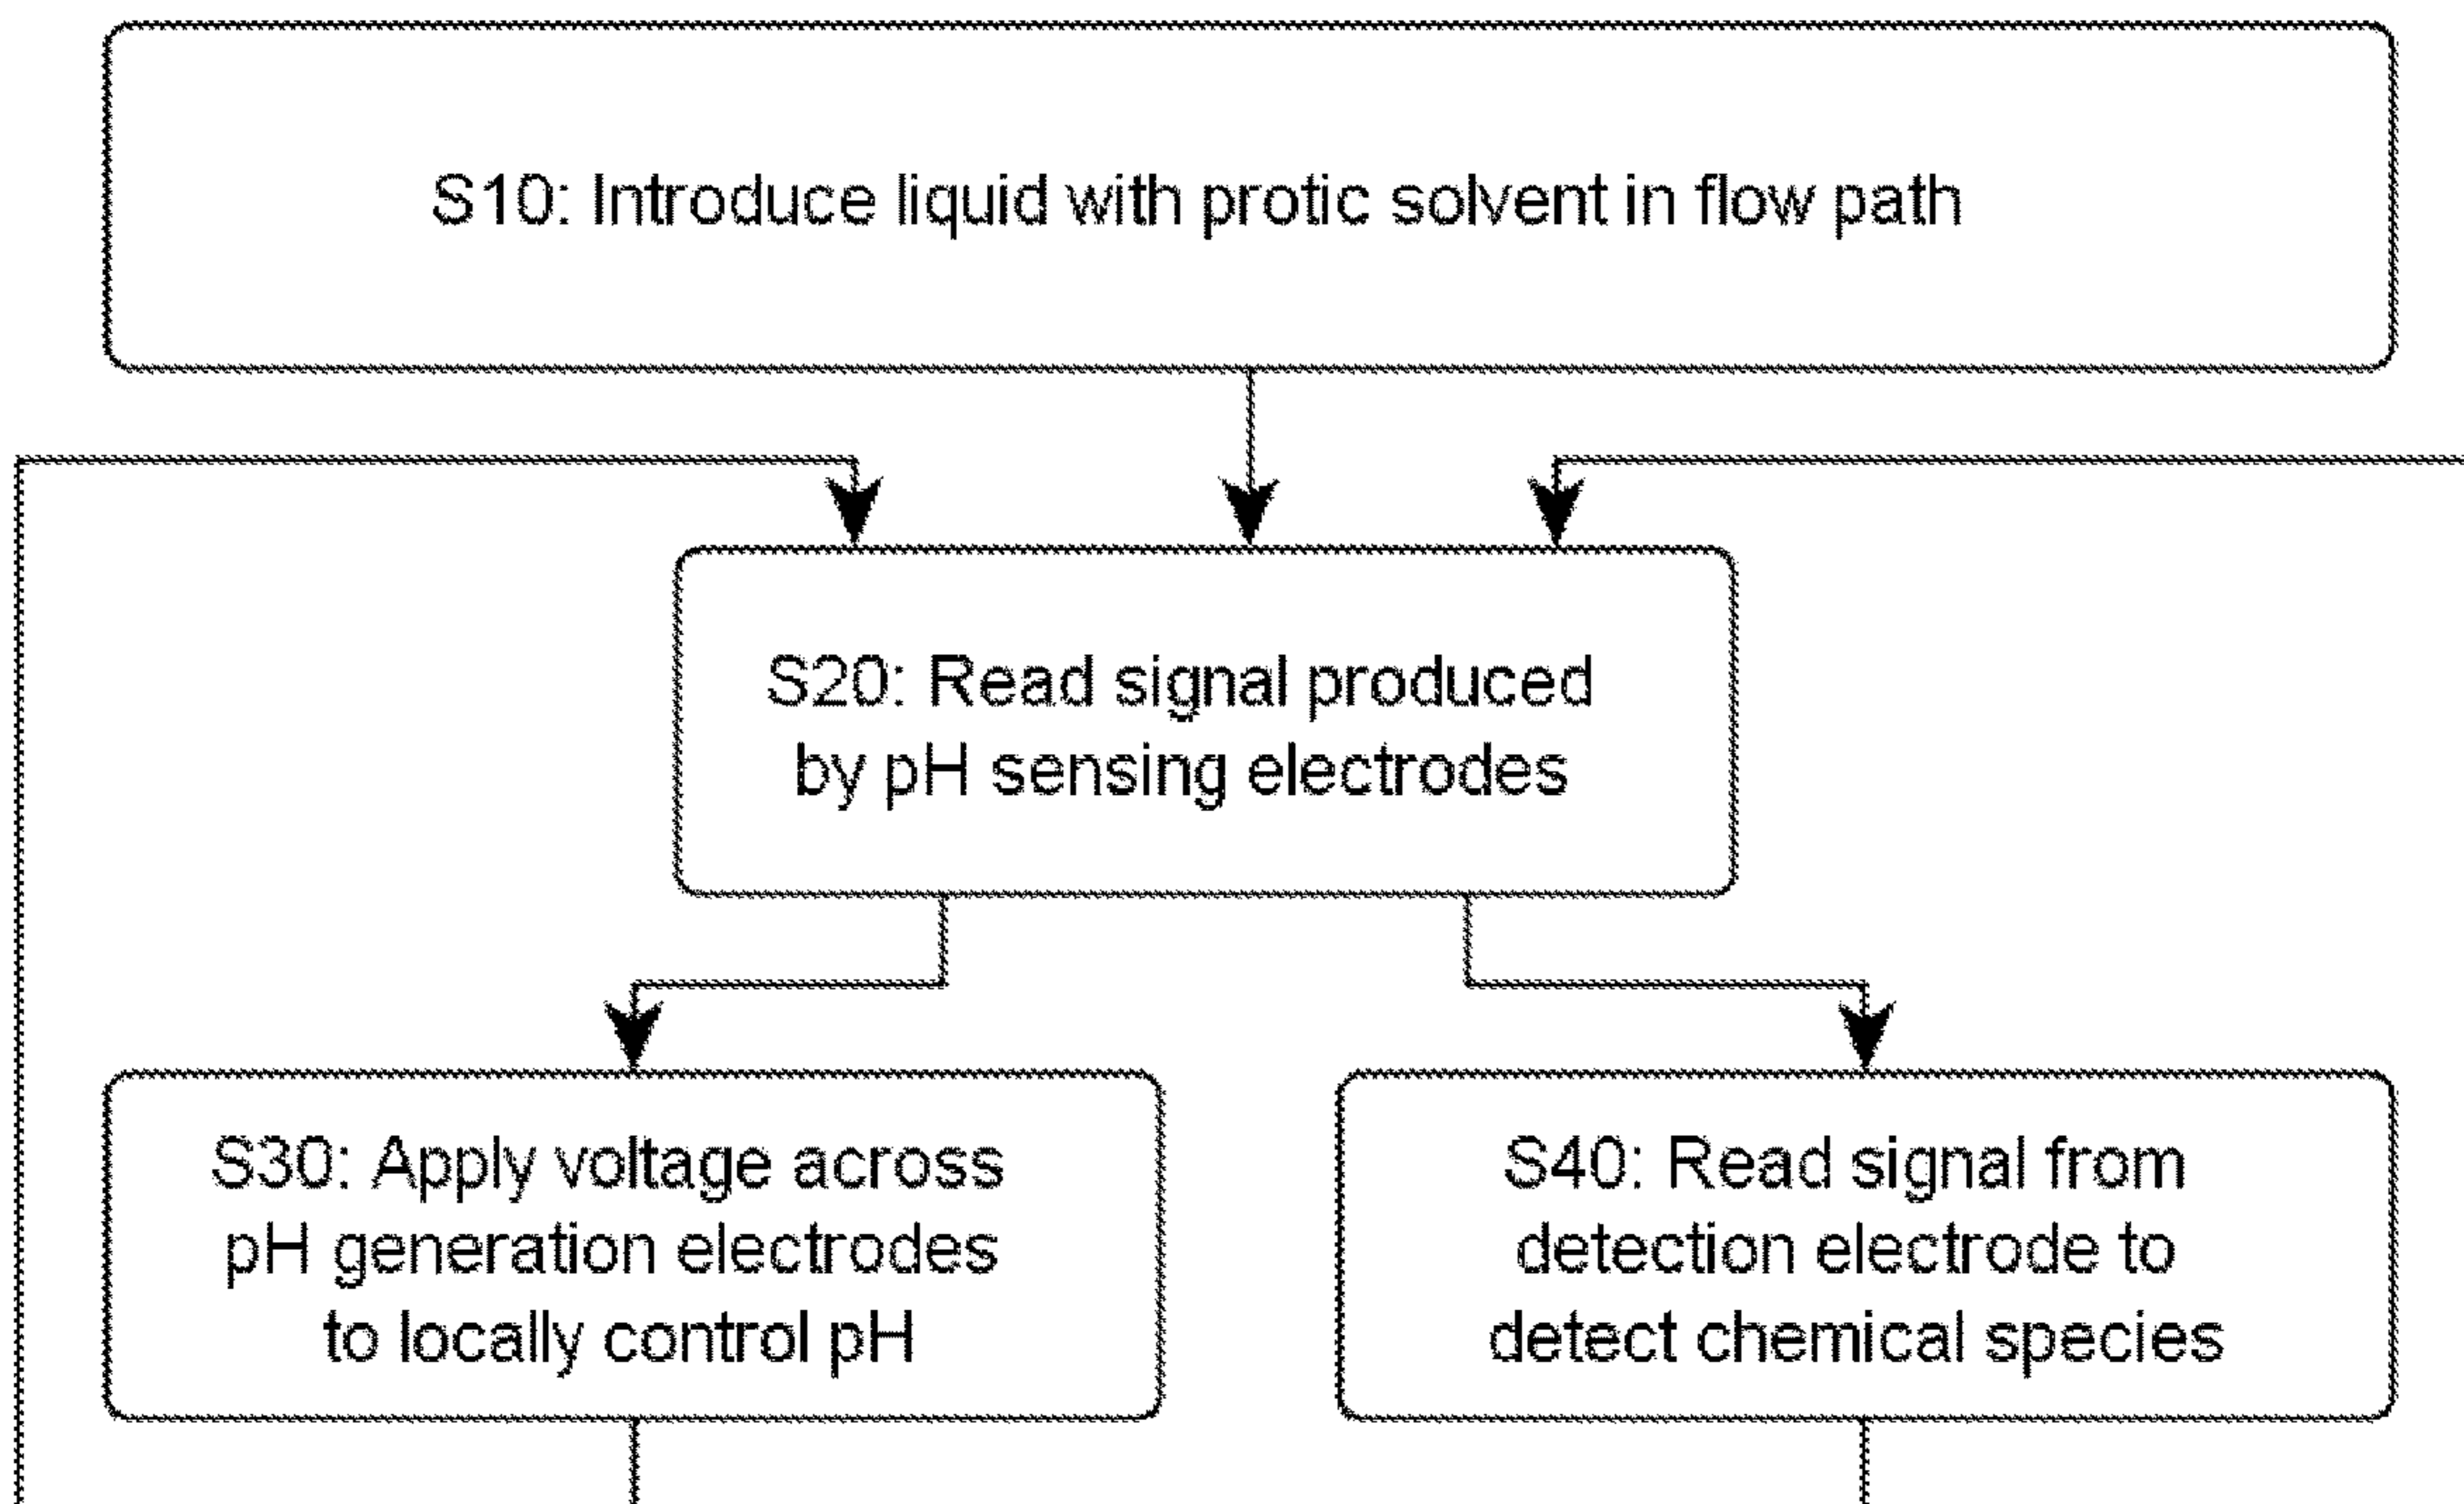 S10: Introduce liquid with protic solvent in flow path
S20: Read signal produced
by pH sensing electrodes
S30: Apply voltage across
pH generation electrodes
to locally control pH
S40: Read signal from
detection electrode to
detect chemical species